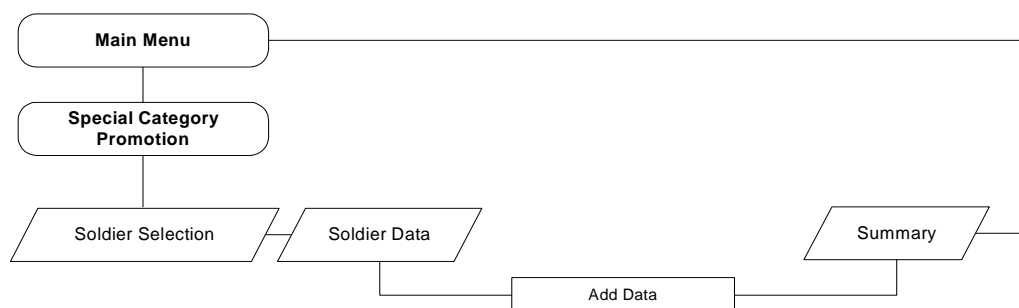 Main Menu
Special Category
Promotion
Soldier Selection
Soldier Data
Summary
Add Data